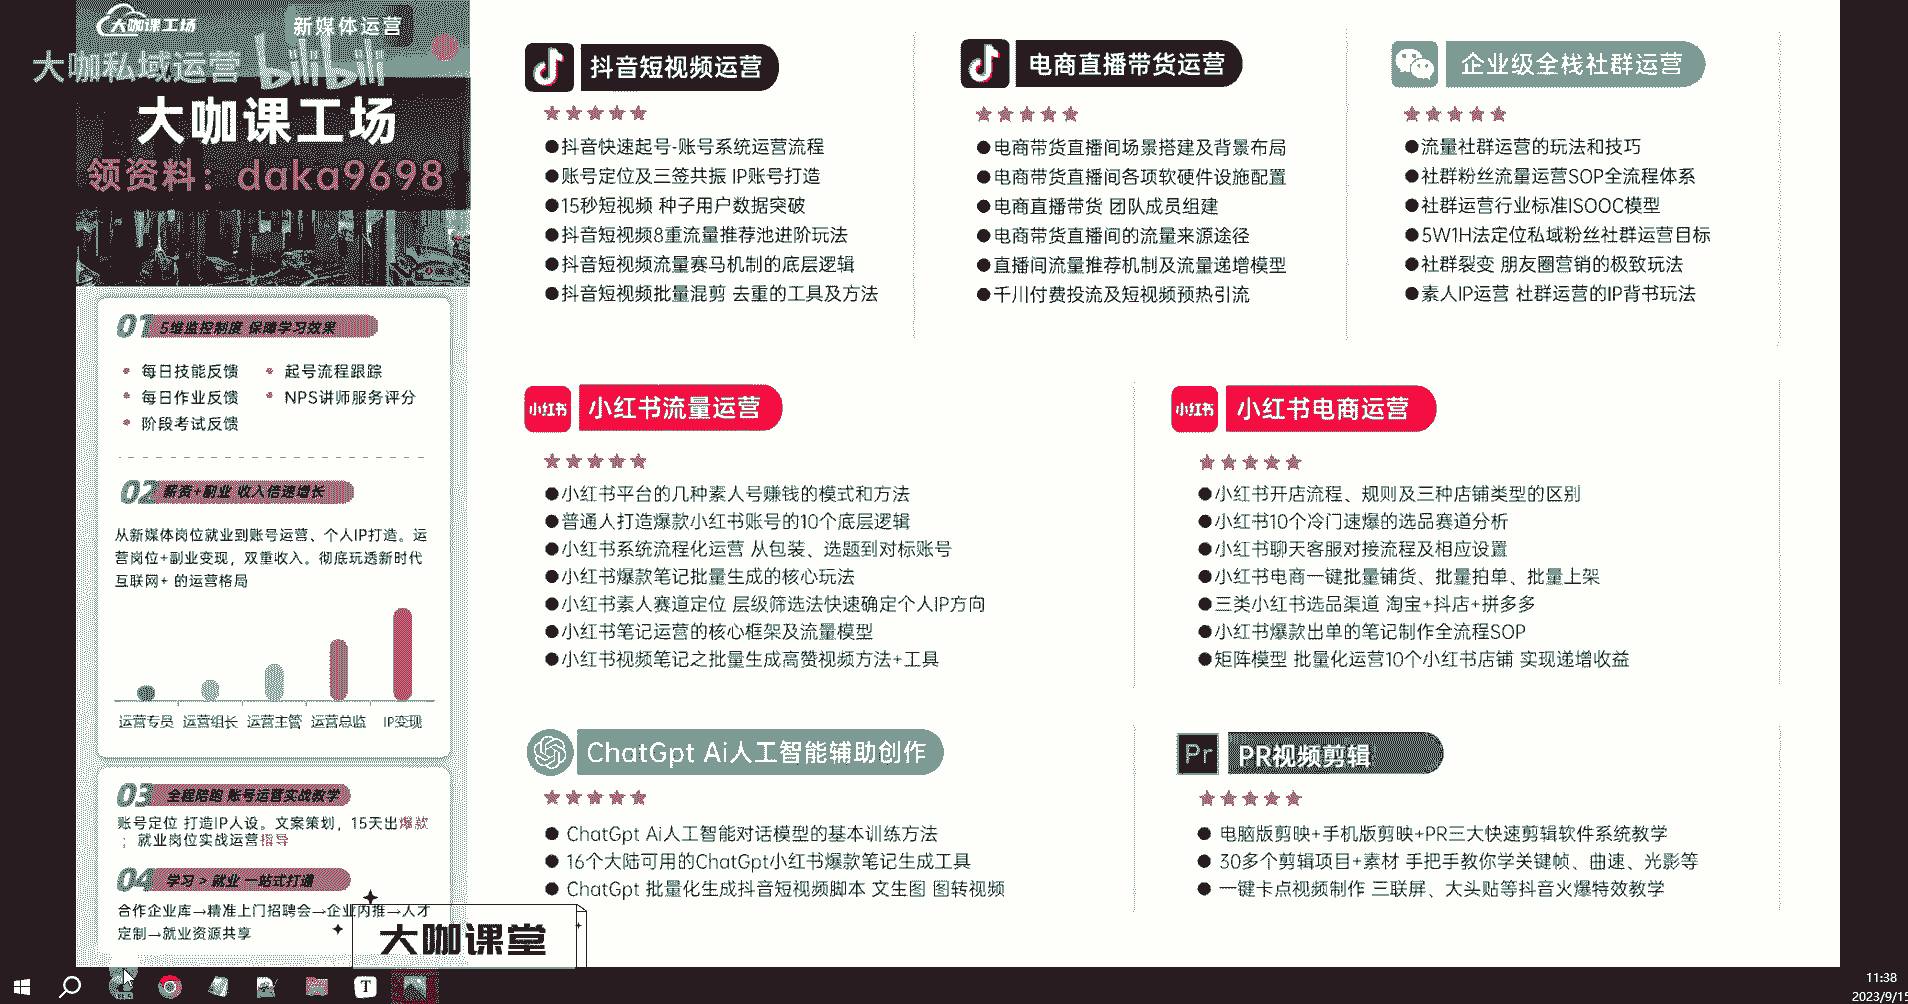 大咖课工场
新媒体运营
大咖私域运营 bilibili
大咖课工场
领资料：daka9698
01 5维监控制度 保障学习效果
每日技能反馈
起号流程跟踪
每日作业反馈
NPS讲师服务评分
阶段考试反馈
02 薪资+副业 收入倍速增长
从新媒体岗位就业到账号运营、个人IP打造。运
营岗位+副业变现，双重收入。彻底玩透新时代
互联网+ 的运营格局
运营专员 运营组长 运营主管 运营总监 IP变现
03 全程陪跑 账号运营实战教学
账号定位 打造IP人设。文案策划，15天出爆款
；就业岗位实战运营指导
04 学习 > 就业 一站式打通
合作企业库→精准上门招聘会→企业内推→人才
定制→就业资源共享
抖音短视频运营
●抖音快速起号-账号系统运营流程
●账号定位及三签共振 IP账号打造
●15秒短视频 种子用户数据突破
●抖音短视频8重流量推荐池进阶玩法
●抖音短视频流量赛马机制的底层逻辑
●抖音短视频批量混剪 去重的工具及方法
电商直播带货运营
●电商带货直播间场景搭建及背景布局
●电商带货直播间各项软硬件设施配置
●电商直播带货 团队成员组建
●电商带货直播间的流量来源途径
●直播间流量推荐机制及流量递增模型
●千川付费投流及短视频预热引流
企业级全栈社群运营
●流量社群运营的玩法和技巧
●社群粉丝流量运营SOP全流程体系
●社群运营行业标准ISOOC模型
●5W1H法定位私域粉丝社群运营目标
●社群裂变 朋友圈营销的极致玩法
●素人IP运营 社群运营的IP背书玩法
小红书 小红书流量运营
●小红书平台的几种素人号赚钱的模式和方法
●普通人打造爆款小红书账号的10个底层逻辑
●小红书系统流程化运营 从包装、选题到对标账号
●小红书爆款笔记批量生成的核心玩法
●小红书素人赛道定位 层级筛选法快速确定个人IP方向
●小红书笔记运营的核心框架及流量模型
●小红书视频笔记之批量生成高赞视频方法+工具
小红书 小红书电商运营
●小红书开店流程、规则及三种店铺类型的区别
●小红书10个冷门速爆的选品赛道分析
●小红书聊天客服对接流程及相应设置
●小红书电商一键批量铺货、批量拍单、批量上架
●三类小红书选品渠道 淘宝+抖店+拼多多
●小红书爆款出单的笔记制作全流程SOP
●矩阵模型 批量化运营10个小红书店铺 实现递增收益
ChatGpt Ai人工智能辅助创作
● ChatGpt Ai人工智能对话模型的基本训练方法
● 16个大陆可用的ChatGpt小红书爆款笔记生成工具
● ChatGpt 批量化生成抖音短视频脚本 文生图 图转视频
Pr PR视频剪辑
● 电脑版剪映+手机版剪映+PR三大快速剪辑软件系统教学
● 30多个剪辑项目+素材 手把手教你学关键帧、曲速、光影等
● 一键卡点视频制作 三联屏、大头贴等抖音火爆特效教学
大咖课堂
T
11:38
2023/9/15